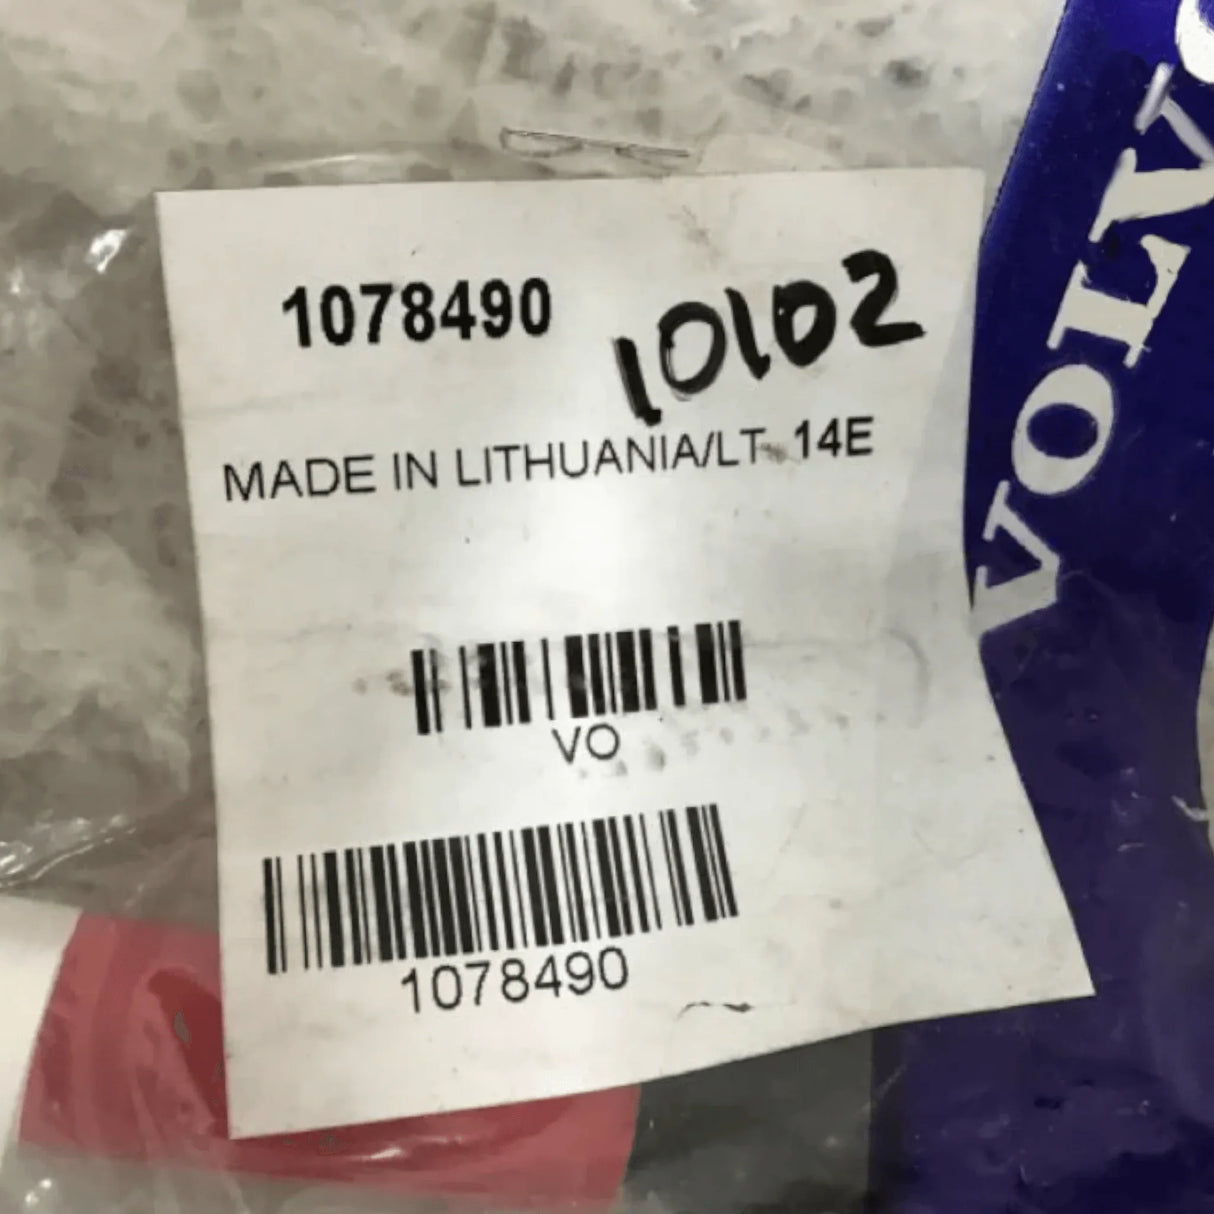 1078490
10102
MADE IN LITHUANIA/LT 14E
VO
1078490
VOLVO